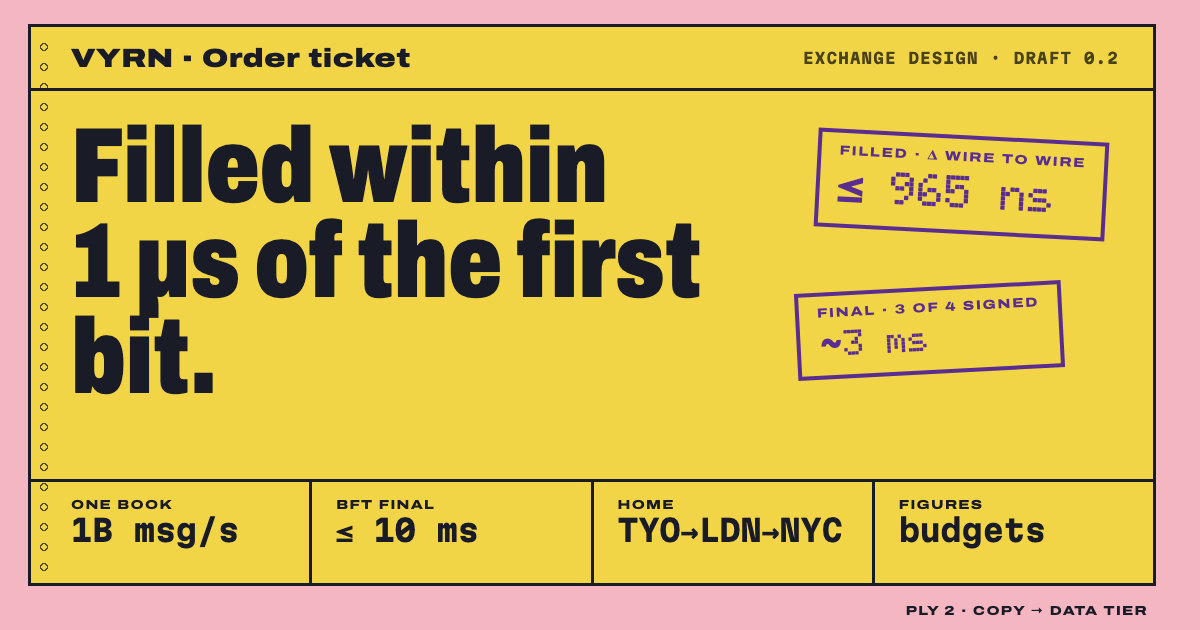 VYRN · Order ticket
EXCHANGE DESIGN · DRAFT 0.2
Filled within
1 µs of the first
bit.
FILLED · Δ WIRE TO WIRE
≤ 965 ns
FINAL · 3 OF 4 SIGNED
~3 ms
ONE BOOK
1B msg/s
BFT FINAL
≤ 10 ms
HOME
TYO→LDN→NYC
FIGURES
budgets
PLY 2 · COPY → DATA TIER